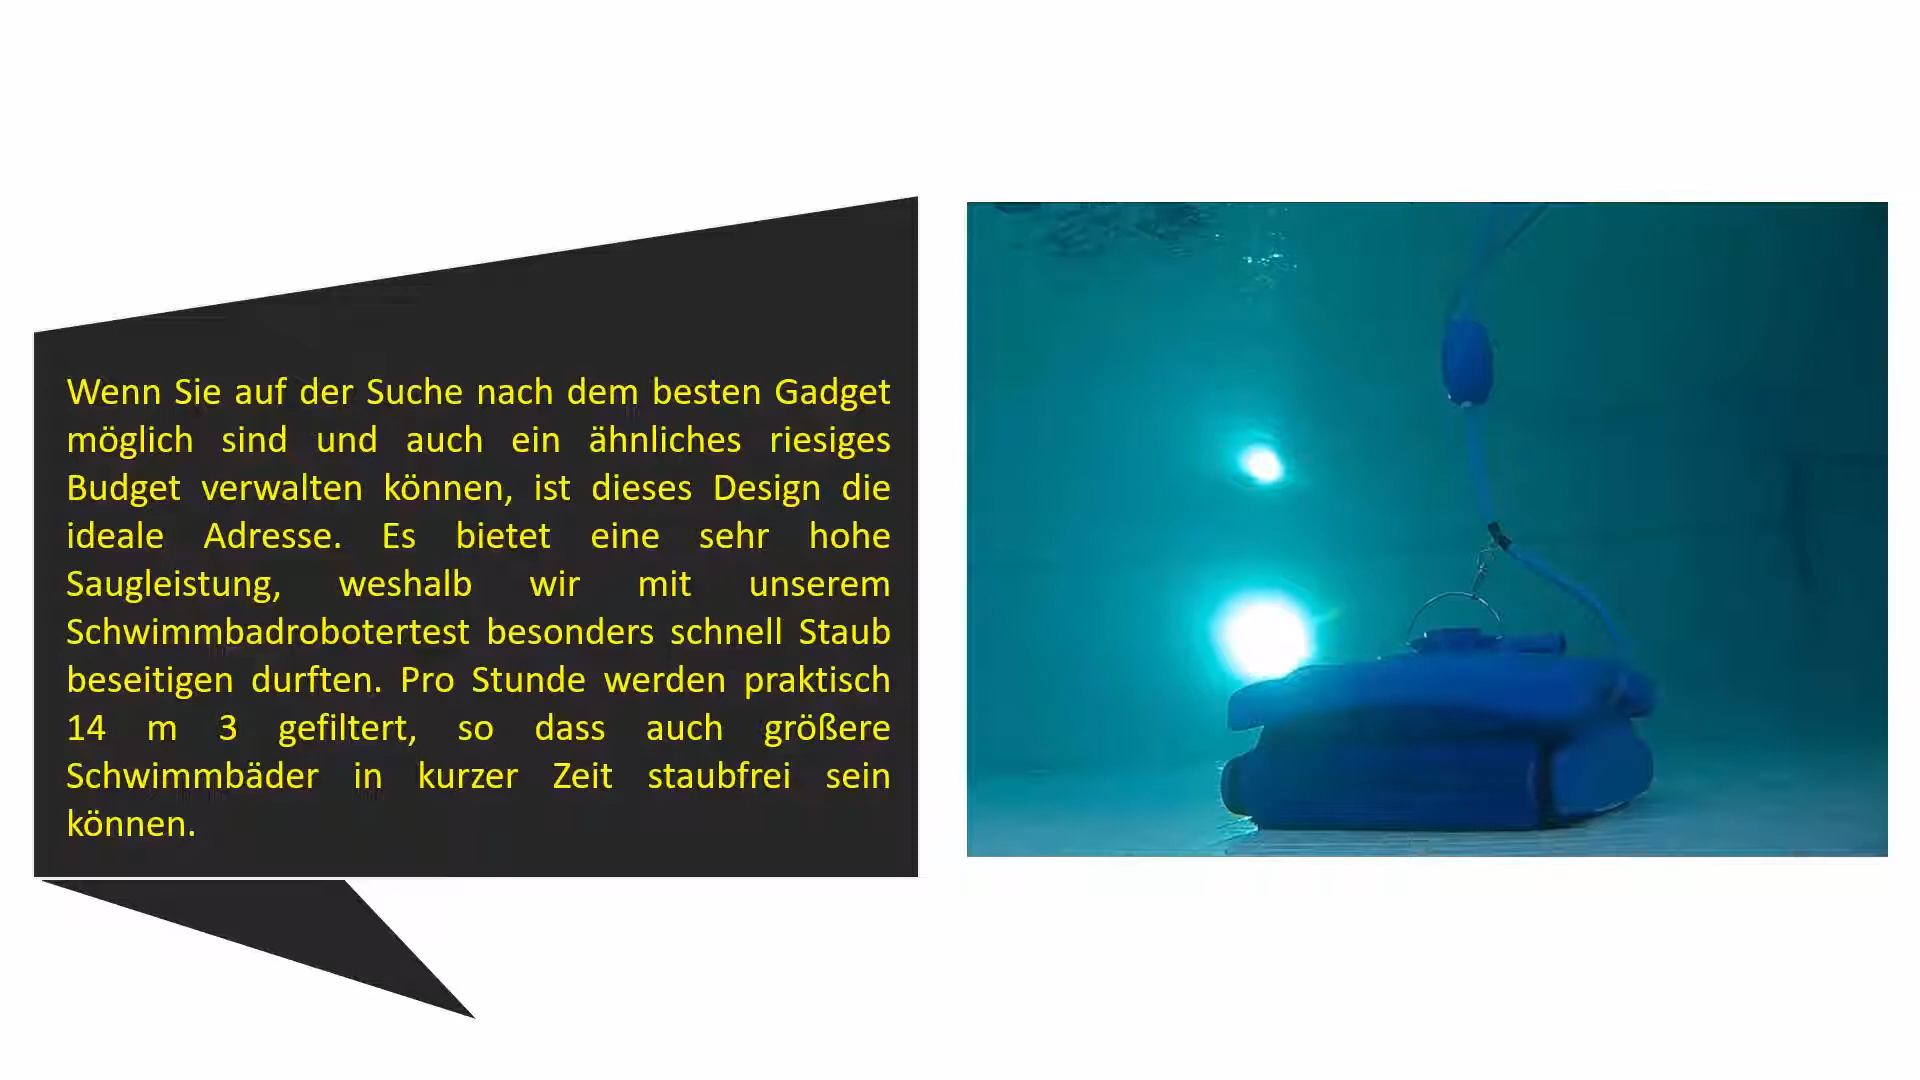 Wenn Sie auf der Suche nach dem besten Gadget
möglich sind und auch ein ähnliches riesiges
Budget verwalten können, ist dieses Design die
ideale Adresse. Es bietet eine sehr hohe
Saugleistung, weshalb wir mit unserem
Schwimmbadrobotertest besonders schnell Staub
beseitigen durften. Pro Stunde werden praktisch
14 m 3 gefiltert, so dass auch größere
Schwimmbäder in kurzer Zeit staubfrei sein
können.